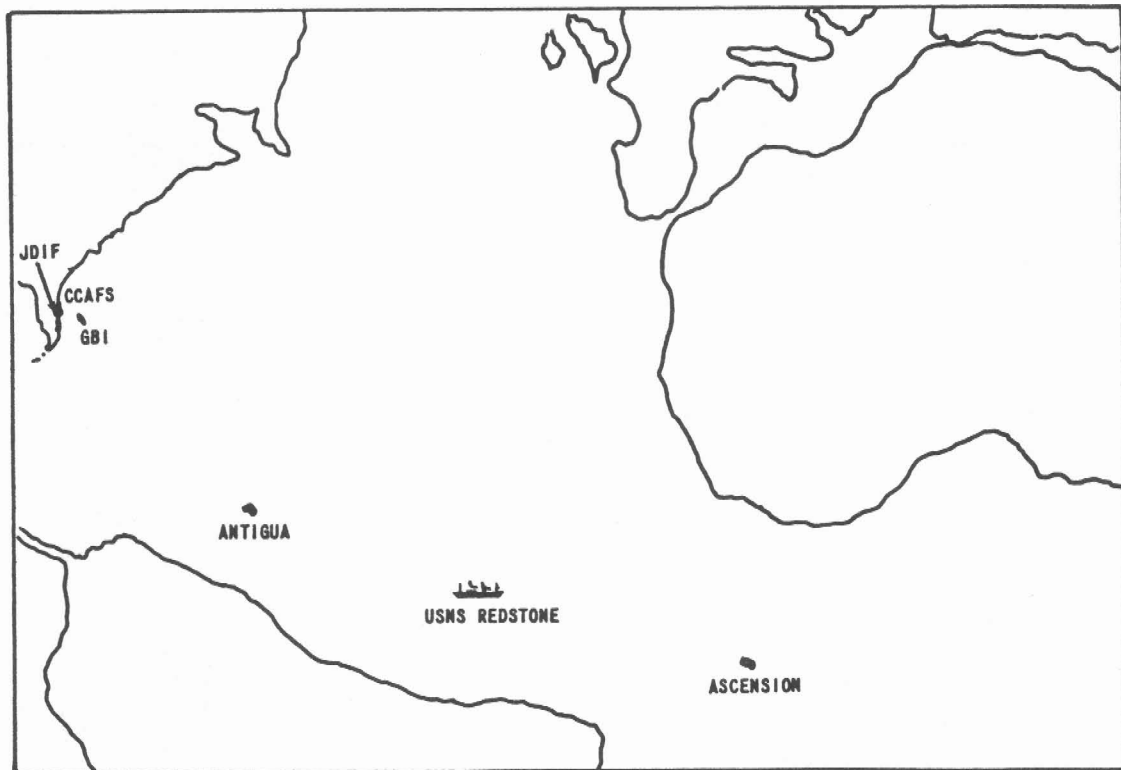 JDIF
CCAFS
GBI
ANTIGUA
USNS REDSTONE
ASCENSION